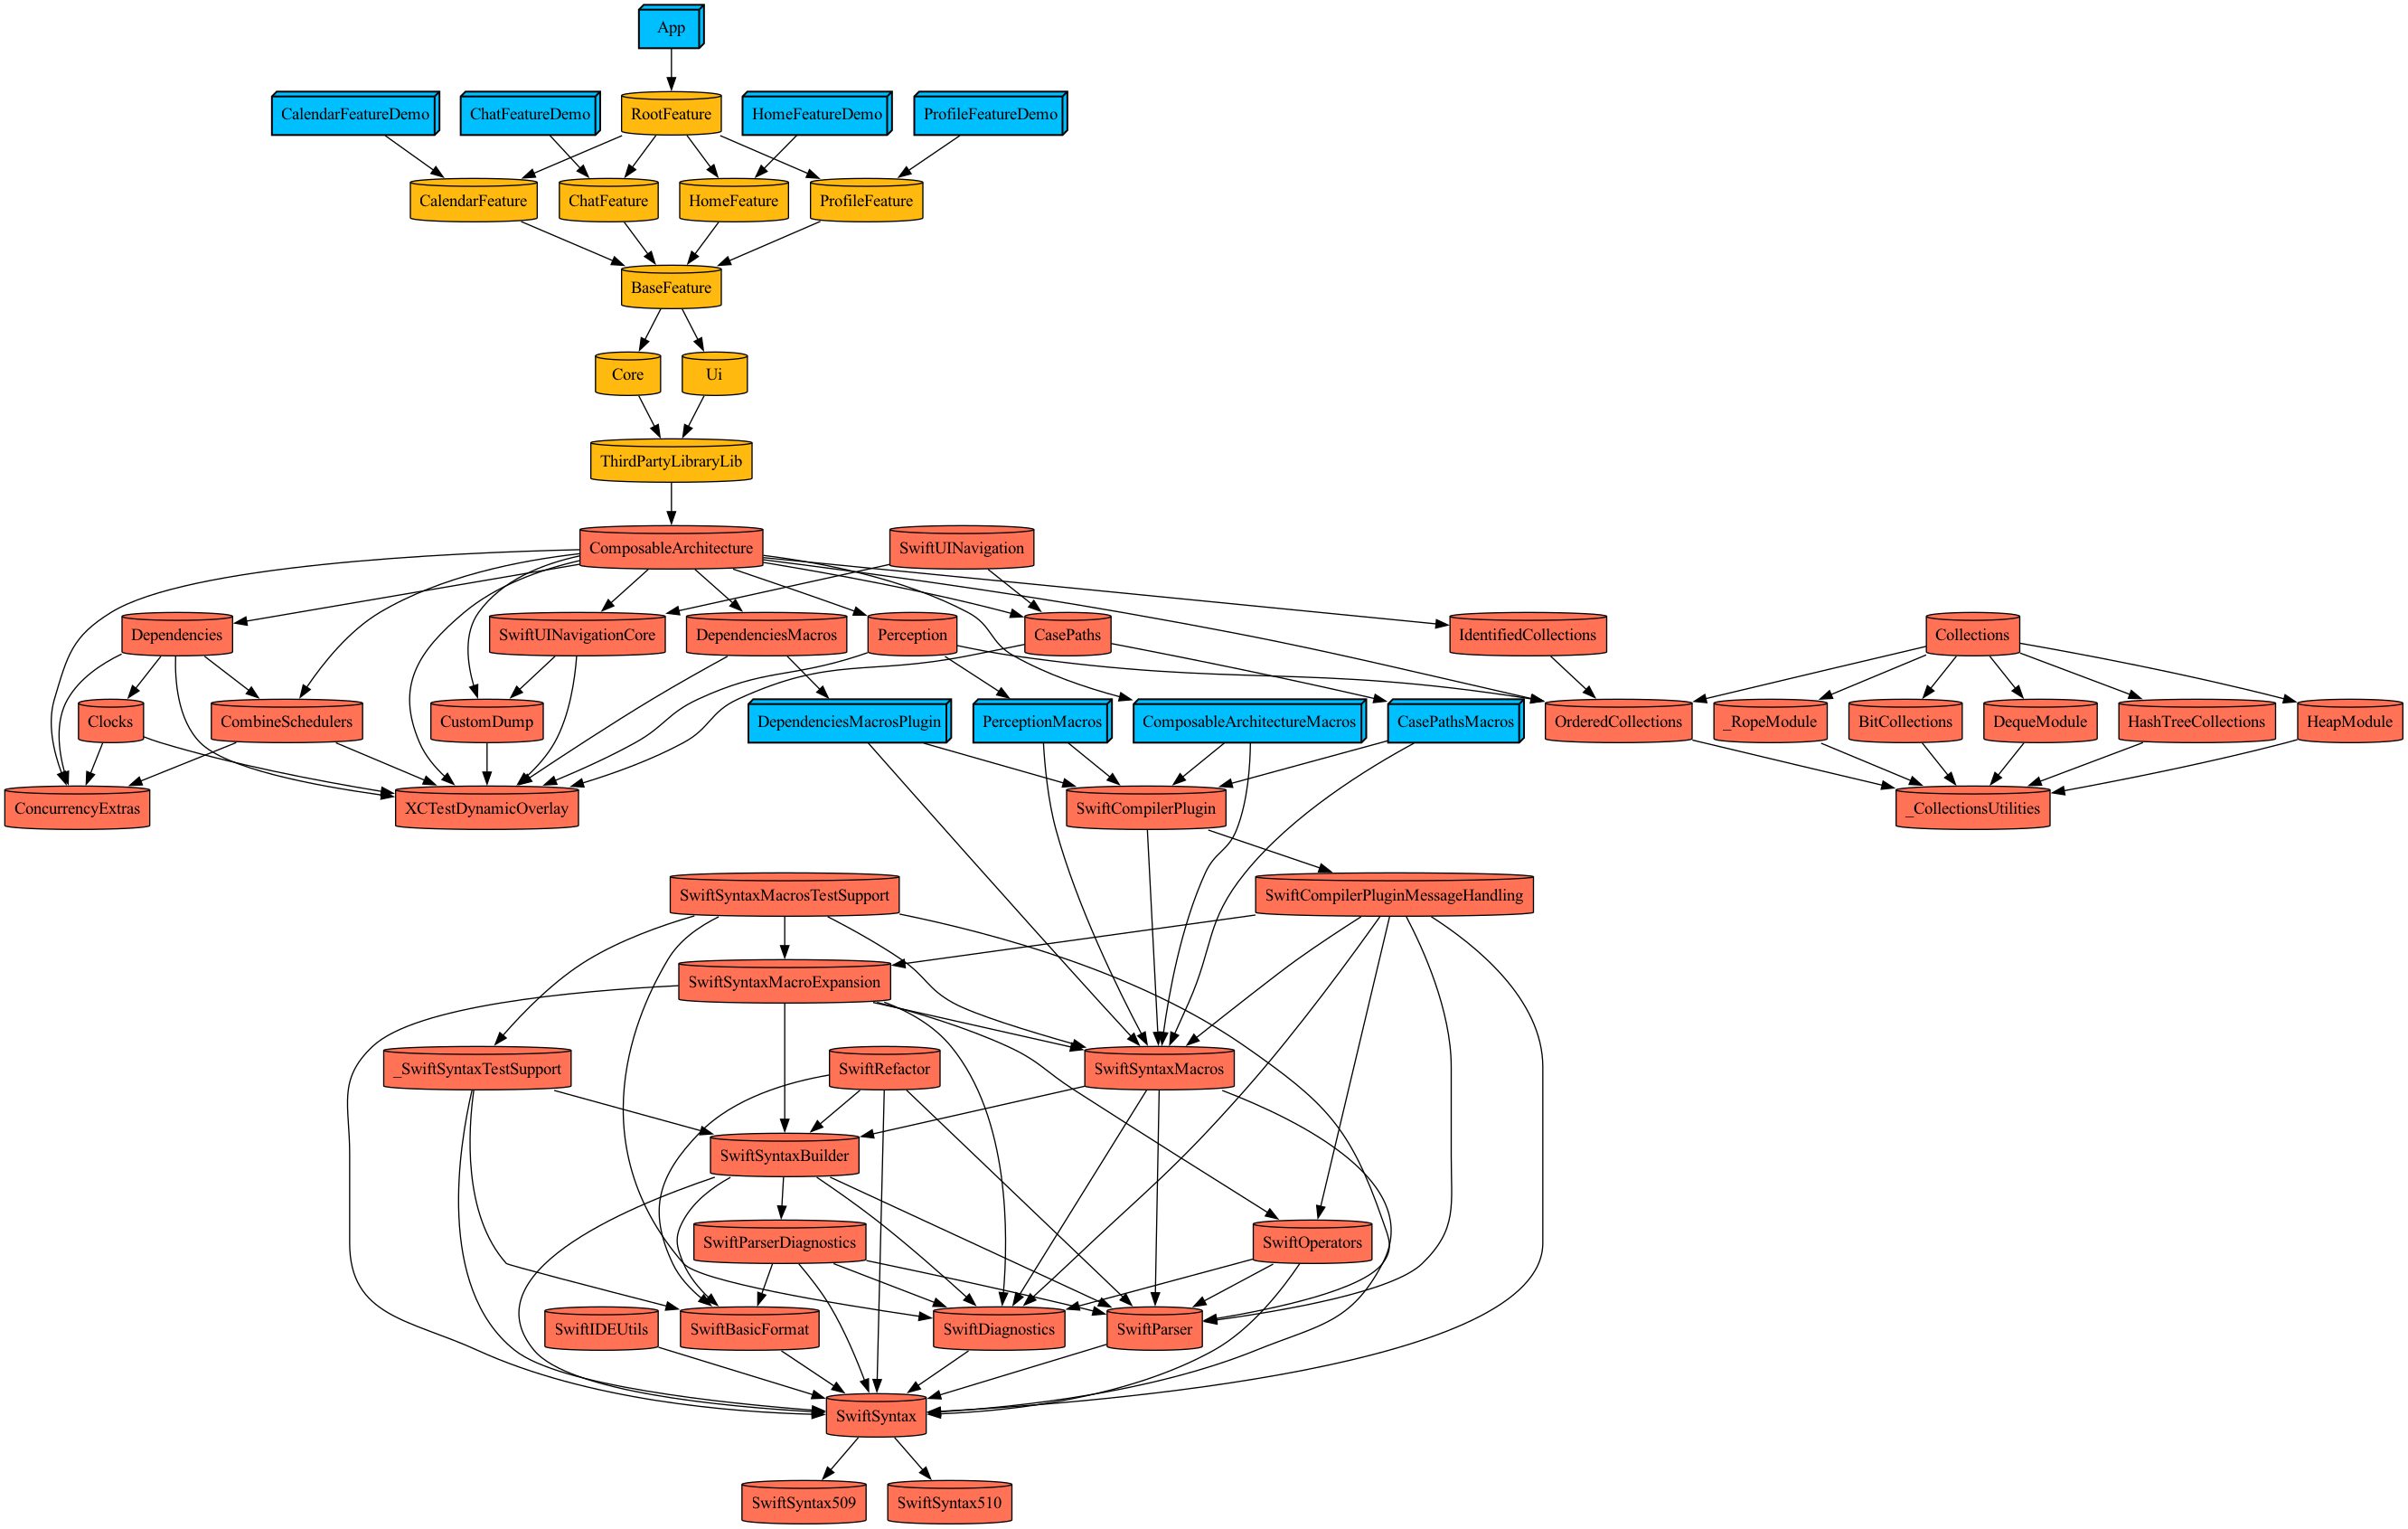 App
CalendarFeatureDemo
ChatFeatureDemo
RootFeature
HomeFeatureDemo
ProfileFeatureDemo
CalendarFeature
ChatFeature
HomeFeature
ProfileFeature
BaseFeature
Core
Ui
ThirdPartyLibraryLib
ComposableArchitecture
SwiftUINavigation
Dependencies
SwiftUINavigationCore
DependenciesMacros
Perception
CasePaths
IdentifiedCollections
Collections
Clocks
CombineSchedulers
CustomDump
DependenciesMacrosPlugin
PerceptionMacros
ComposableArchitectureMacros
CasePathsMacros
OrderedCollections
_RopeModule
BitCollections
DequeModule
HashTreeCollections
HeapModule
ConcurrencyExtras
XCTestDynamicOverlay
SwiftCompilerPlugin
_CollectionsUtilities
SwiftSyntaxMacrosTestSupport
SwiftCompilerPluginMessageHandling
SwiftSyntaxMacroExpansion
_SwiftSyntaxTestSupport
SwiftRefactor
SwiftSyntaxMacros
SwiftSyntaxBuilder
SwiftParserDiagnostics
SwiftOperators
SwiftIDEUtils
SwiftBasicFormat
SwiftDiagnostics
SwiftParser
SwiftSyntax
SwiftSyntax509
SwiftSyntax510